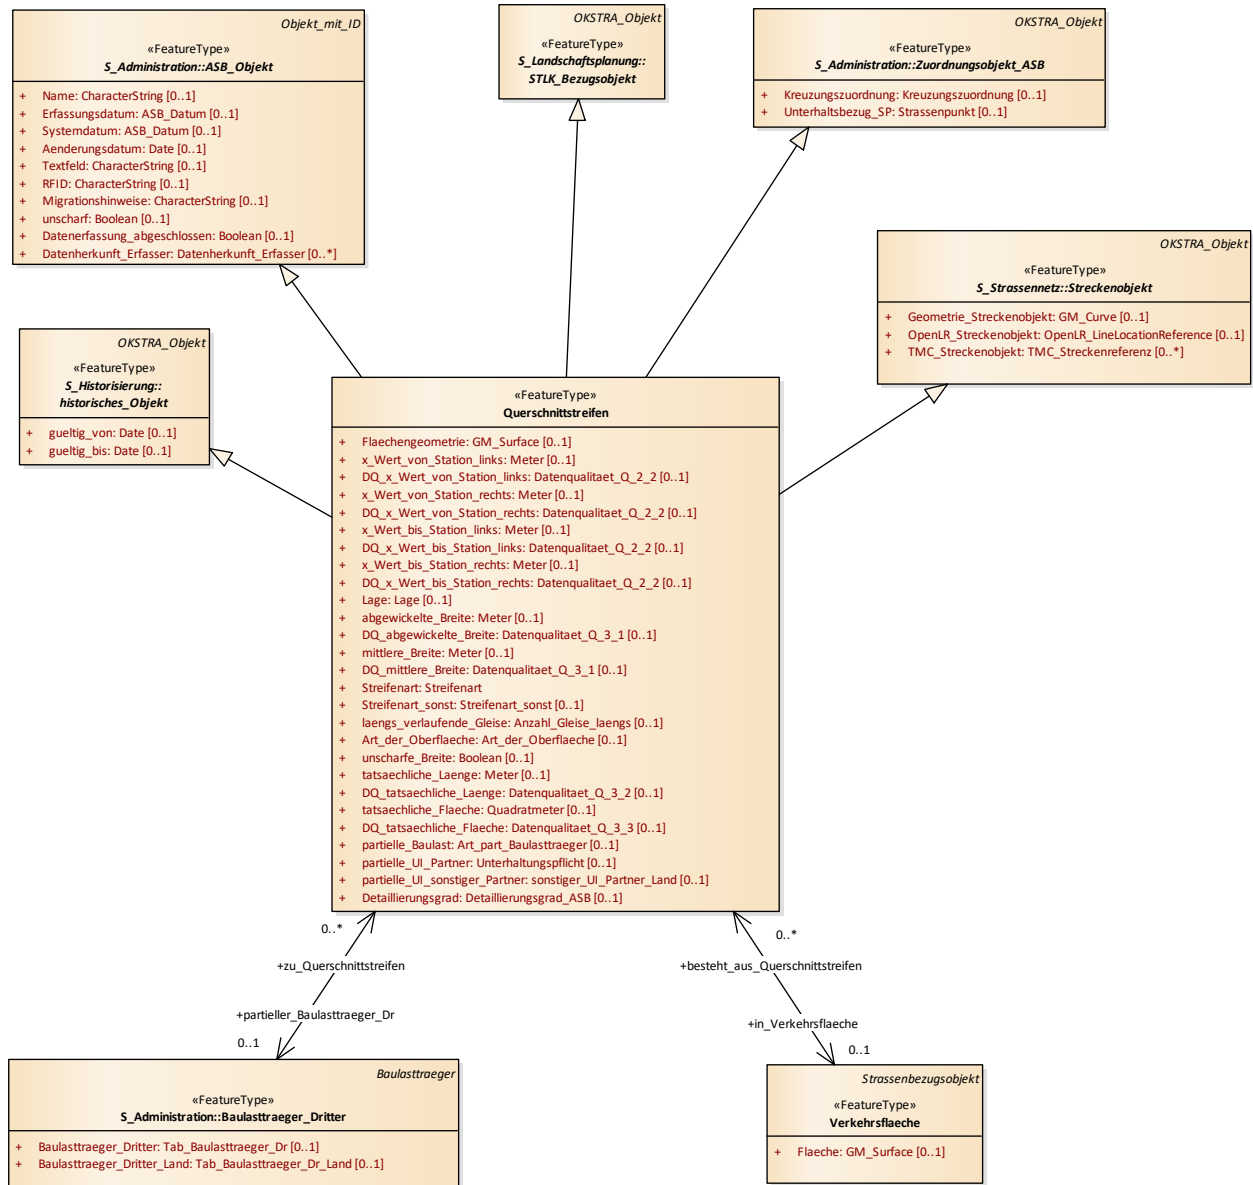 Objekt_mit_ID
«FeatureType»
S_Administration::ASB_Objekt
+ Name: CharacterString [0..1]
+ Erfassungsdatum: ASB_Datum [0..1]
+ Systemdatum: ASB_Datum [0..1]
+ Aenderungsdatum: Date [0..1]
+ Textfeld: CharacterString [0..1]
+ RFID: CharacterString [0..1]
+ Migrationshinweise: CharacterString [0..1]
+ unscharf: Boolean [0..1]
+ Datenerfassung_abgeschlossen: Boolean [0..1]
+ Datenherkunft_Erfasser: Datenherkunft_Erfasser [0..*]
OKSTRA_Objekt
«FeatureType»
S_Landschaftsplanung::
STLK_Bezugsobjekt
OKSTRA_Objekt
«FeatureType»
S_Administration::Zuordnungsobjekt_ASB
+ Kreuzungszuordnung: Kreuzungszuordnung [0..1]
+ Unterhaltsbezug_SP: Strassenpunkt [0..1]
OKSTRA_Objekt
«FeatureType»
S_Strassennetz::Streckenobjekt
+ Geometrie_Streckenobjekt: GM_Curve [0..1]
+ OpenLR_Streckenobjekt: OpenLR_LineLocationReference [0..1]
+ TMC_Streckenobjekt: TMC_Streckenreferenz [0..*]
OKSTRA_Objekt
«FeatureType»
S_Historisierung::
historisches_Objekt
+ gueltig_von: Date [0..1]
+ gueltig_bis: Date [0..1]
«FeatureType»
Querschnittstreifen
+ Flaechengeometrie: GM_Surface [0..1]
+ x_Wert_von_Station_links: Meter [0..1]
+ DQ_x_Wert_von_Station_links: Datenqualitaet_Q_2_2 [0..1]
+ x_Wert_von_Station_rechts: Meter [0..1]
+ DQ_x_Wert_von_Station_rechts: Datenqualitaet_Q_2_2 [0..1]
+ x_Wert_bis_Station_links: Meter [0..1]
+ DQ_x_Wert_bis_Station_links: Datenqualitaet_Q_2_2 [0..1]
+ x_Wert_bis_Station_rechts: Meter [0..1]
+ DQ_x_Wert_bis_Station_rechts: Datenqualitaet_Q_2_2 [0..1]
+ Lage: Lage [0..1]
+ abgewickelte_Breite: Meter [0..1]
+ DQ_abgewickelte_Breite: Datenqualitaet_Q_3_1 [0..1]
+ mittlere_Breite: Meter [0..1]
+ DQ_mittlere_Breite: Datenqualitaet_Q_3_1 [0..1]
+ Streifenart: Streifenart
+ Streifenart_sonst: Streifenart_sonst [0..1]
+ laengs_verlaufende_Gleise: Anzahl_Gleise_laengs [0..1]
+ Art_der_Oberflaeche: Art_der_Oberflaeche [0..1]
+ unscharfe_Breite: Boolean [0..1]
+ tatsaechliche_Laenge: Meter [0..1]
+ DQ_tatsaechliche_Laenge: Datenqualitaet_Q_3_2 [0..1]
+ tatsaechliche_Flaeche: Quadratmeter [0..1]
+ DQ_tatsaechliche_Flaeche: Datenqualitaet_Q_3_3 [0..1]
+ partielle_Baulast: Art_part_Baulasttraeger [0..1]
+ partielle_UI_Partner: Unterhaltungspflicht [0..1]
+ partielle_UI_sonstiger_Partner: sonstiger_UI_Partner_Land [0..1]
+ Detaillierungsgrad: Detaillierungsgrad_ASB [0..1]
0..*
+zu_Querschnittstreifen
+partieller_Baulasttraeger_Dr
0..1
0..*
+besteht_aus_Querschnittstreifen
+in_Verkehrsflaeche
0..1
Baulasttraeger
«FeatureType»
S_Administration::Baulasttraeger_Dritter
+ Baulasttraeger_Dritter: Tab_Baulasttraeger_Dr [0..1]
+ Baulasttraeger_Dritter_Land: Tab_Baulasttraeger_Dr_Land [0..1]
Strassenbezugsobjekt
«FeatureType»
Verkehrsflaeche
+ Flaeche: GM_Surface [0..1]